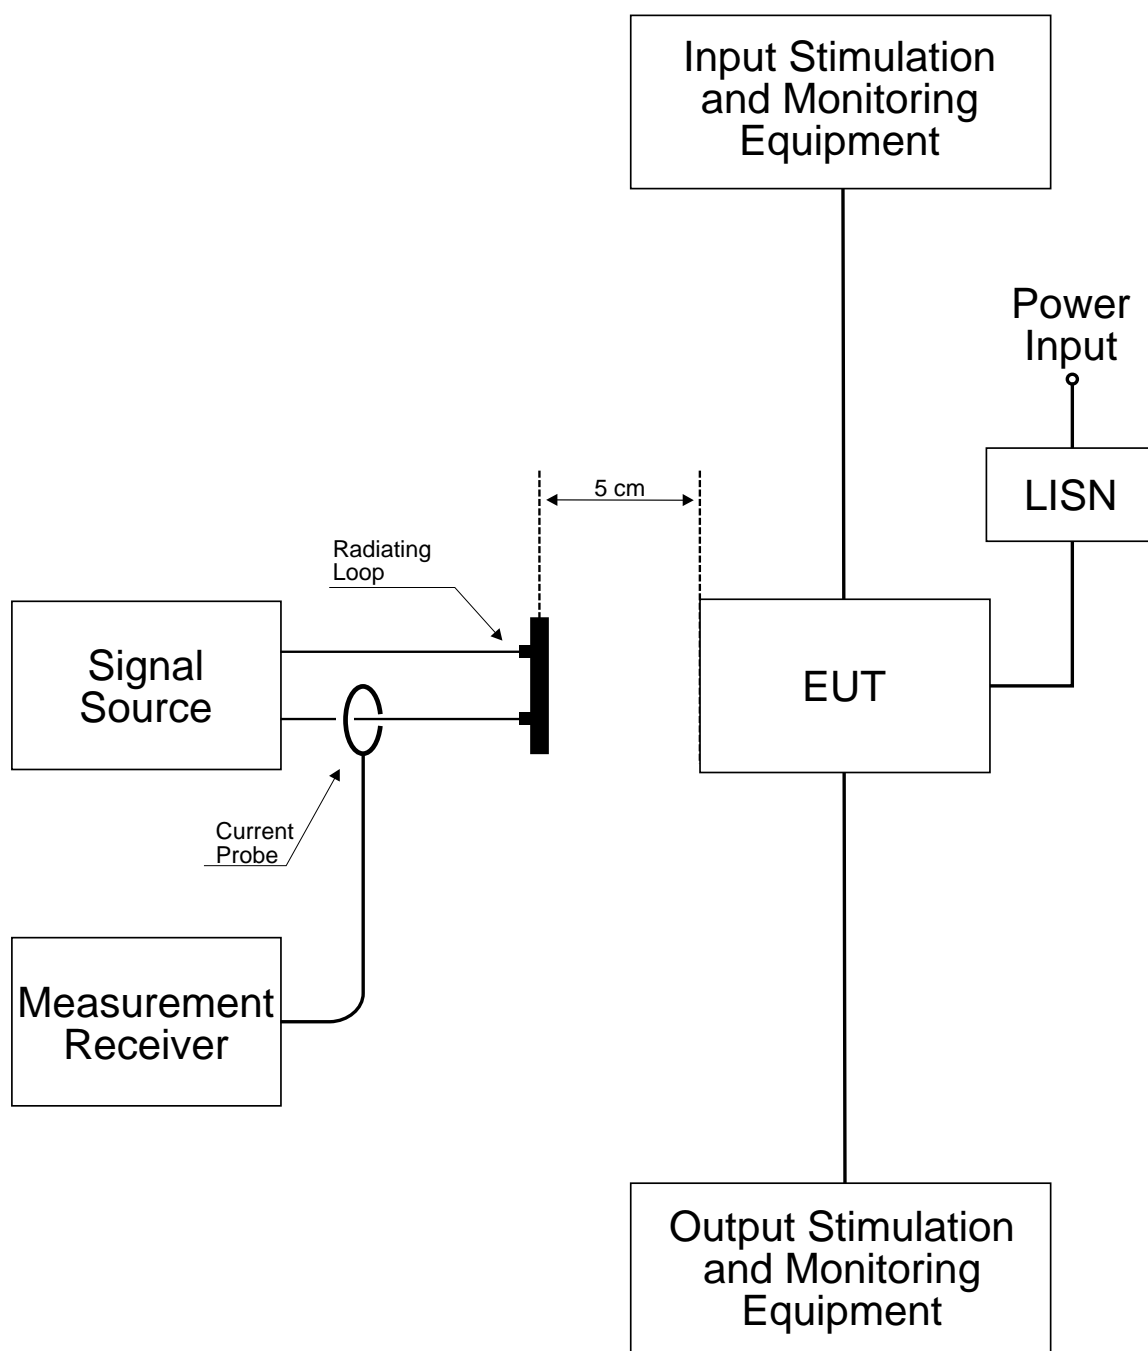 Input Stimulation
and Monitoring
Equipment
Power
Input
LISN
5 cm
Radiating
Loop
Signal
Source
EUT
Current
Probe
Measurement
Receiver
Output Stimulation
and Monitoring
Equipment